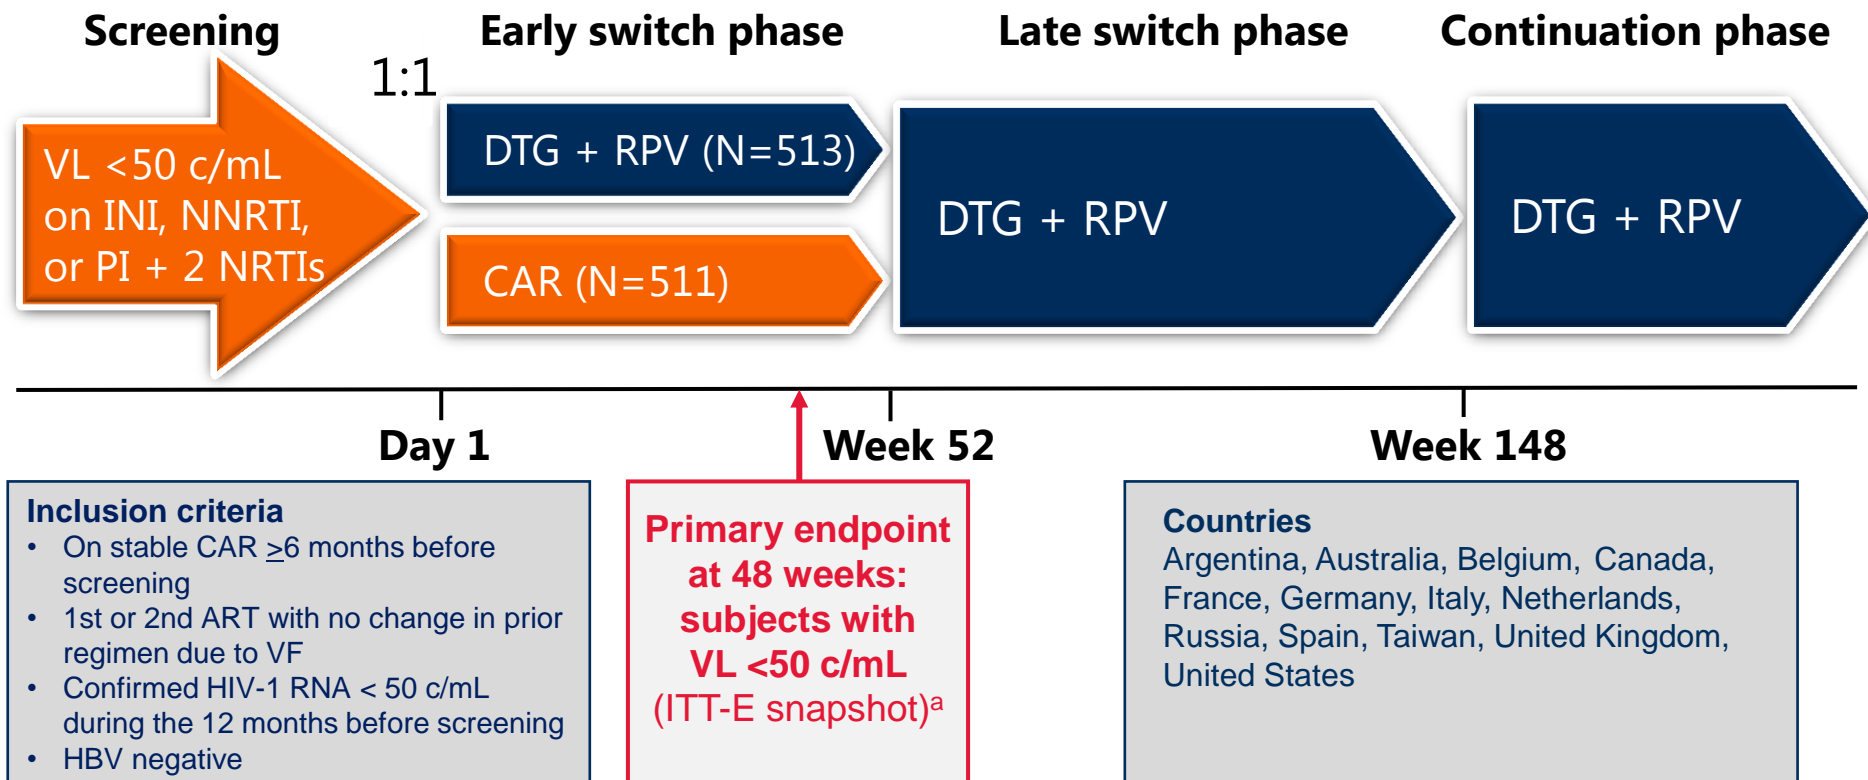 Screening
Early switch phase
Late switch phase
Continuation phase
1:1
VL <50 c/mL
on INI, NNRTI,
or PI + 2 NRTIs
DTG + RPV (N=513)
CAR (N=511)
DTG + RPV
DTG + RPV
Day 1
Week 52
Week 148
Inclusion criteria
• On stable CAR ≥6 months before
screening
• 1st or 2nd ART with no change in prior
regimen due to VF
• Confirmed HIV-1 RNA < 50 c/mL
during the 12 months before screening
• HBV negative
Primary endpoint
at 48 weeks:
subjects with
VL <50 c/mL
(ITT-E snapshot)ᵃ
Countries
Argentina, Australia, Belgium, Canada,
France, Germany, Italy, Netherlands,
Russia, Spain, Taiwan, United Kingdom,
United States